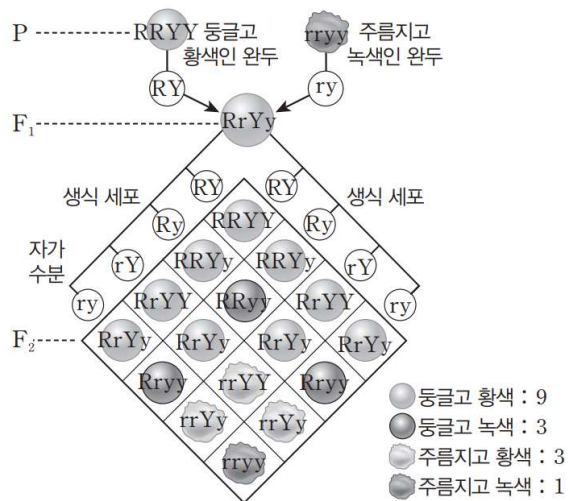 P RRYY 둥글고 황색인 완두 rryy 주름지고 녹색인 완두
RY ry
F₁ RrYy
생식 세포 RY RY 생식 세포
Ry RRYY Ry
자가 수분 rY RRYy RRYy rY
ry RrYY RRyy RrYY ry
F₂ RrYy RrYy RrYy RrYy
Rryy rrYY Rryy
rrYy rrYy
rryy
둥글고 황색 : 9
둥글고 녹색 : 3
주름지고 황색 : 3
주름지고 녹색 : 1